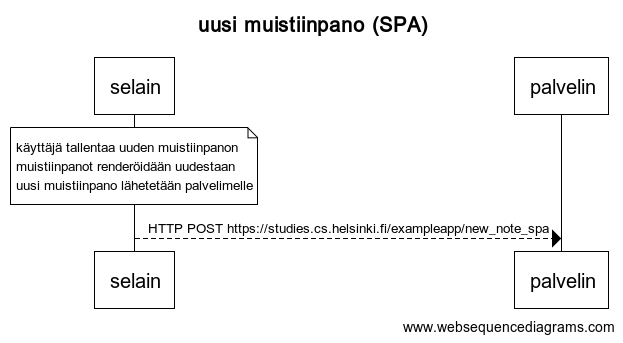 uusi muistiinpano (SPA)
selain
palvelin
käyttäjä tallentaa uuden muistiinpanon
muistiinpanot renderöidään uudestaan
uusi muistiinpano lähetetään palvelimelle
HTTP POST https://studies.cs.helsinki.fi/exampleapp/new_note_spa
selain
palvelin
www.websequencediagrams.com